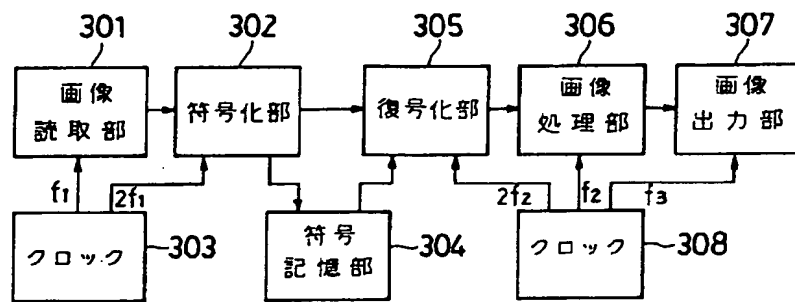 301
302
305
306
307
画像
読取部
符号化部
復号化部
画像
処理部
画像
出力部
f1
2f1
2f2
f2
f3
クロック
303
符号
記憶部
304
クロック
308